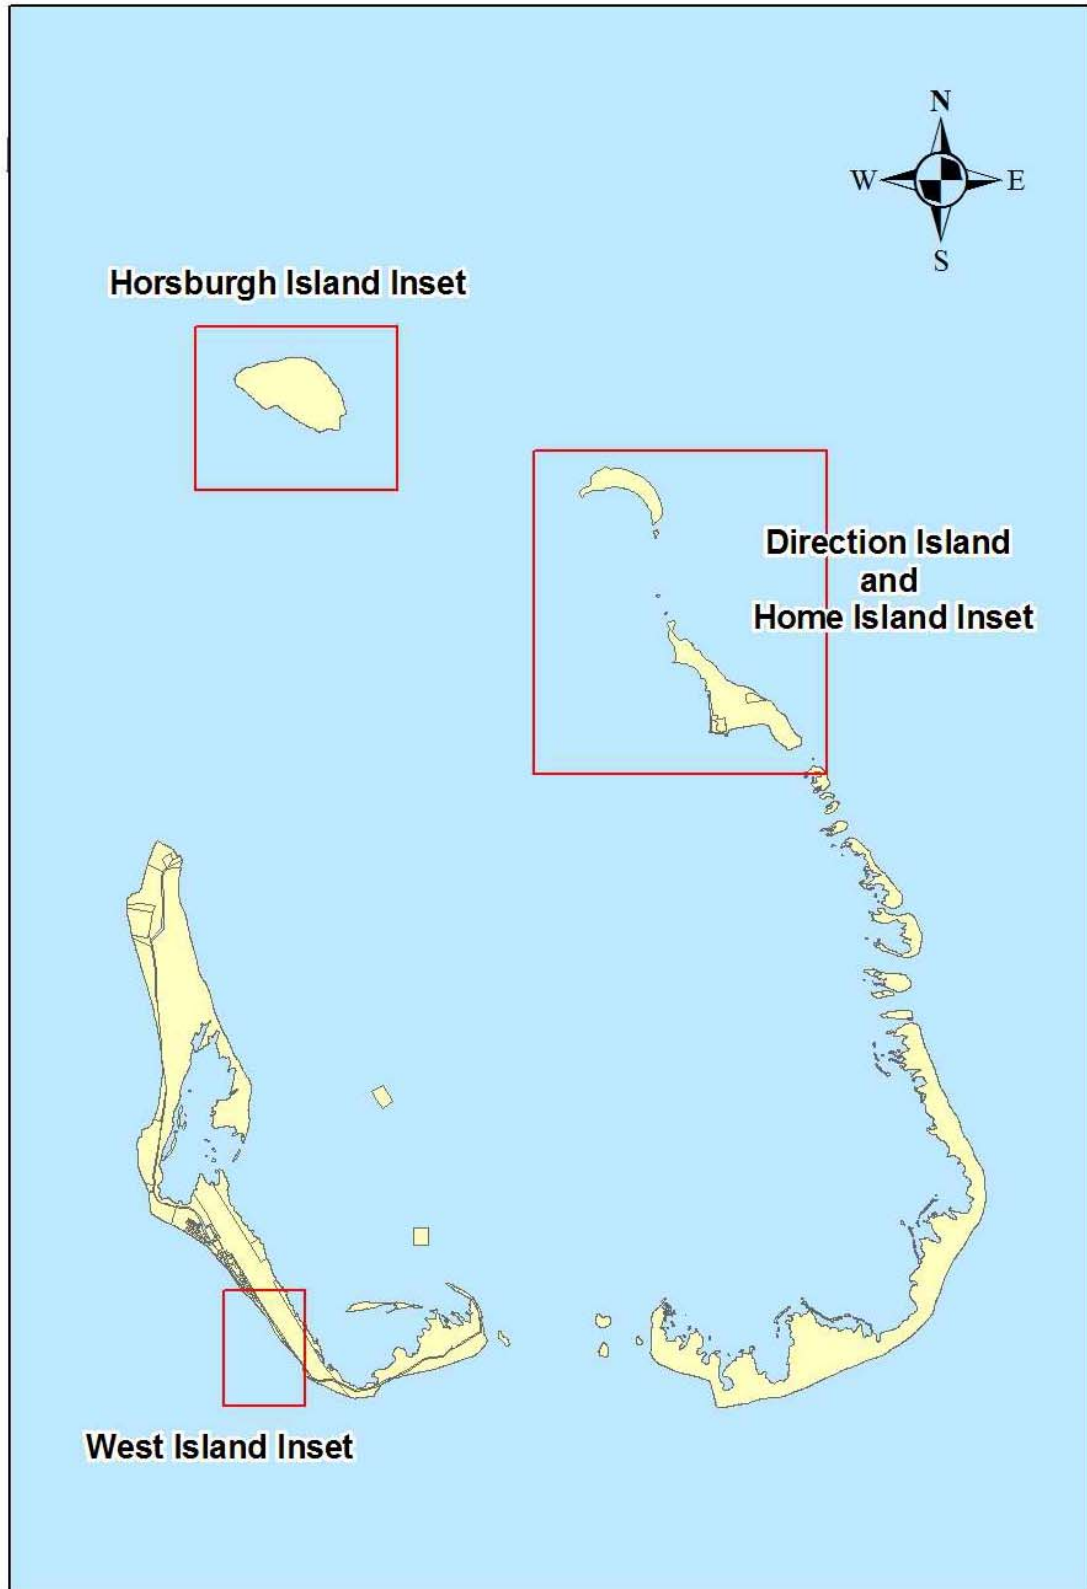 N
W E
S
Horsburgh Island Inset
Direction Island
and
Home Island Inset
West Island Inset